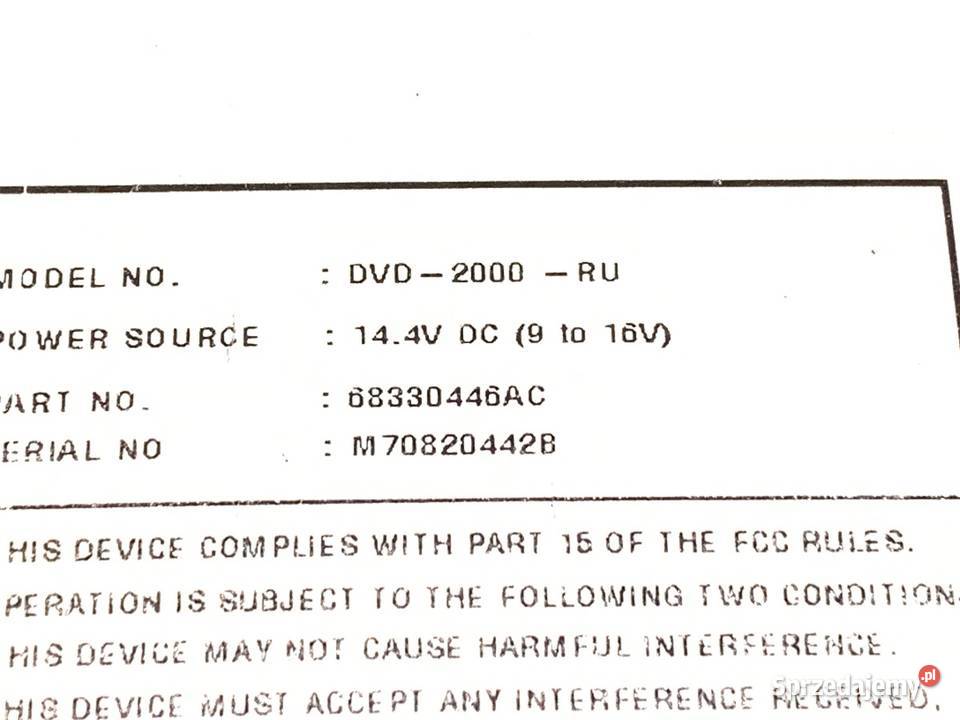 MODEL NO. : DVD-2000 -RU
POWER SOURCE : 14.4V DC (9 to 16V)
PART NO. : 68330446AC
ERIAL NO : M70820442B
HIS DEVICE COMPLIES WITH PART 15 OF THE FCC RULES.
PERATION IS SUBJECT TO THE FOLLOWING TWO CONDITION
HIS DEVICE MAY NOT CAUSE HARMFUL INTERFERENCE.
HIS DEVICE MUST ACCEPT ANY INTERFERENCE RECEIVED,
Sprzedajemy.pl